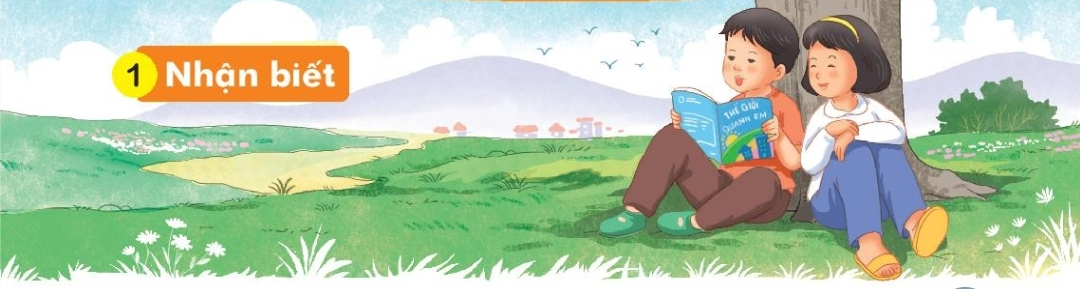 1 Nhận biết
THẾ GIỚI
QUANH EM